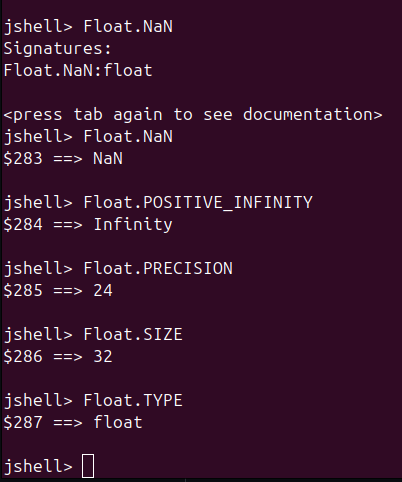 jshell> Float.NaN
Signatures:
Float.NaN:float
<press tab again to see documentation>
jshell> Float.NaN
$283 ==> NaN
jshell> Float.POSITIVE_INFINITY
$284 ==> Infinity
jshell> Float.PRECISION
$285 ==> 24
jshell> Float.SIZE
$286 ==> 32
jshell> Float.TYPE
$287 ==> float
jshell>